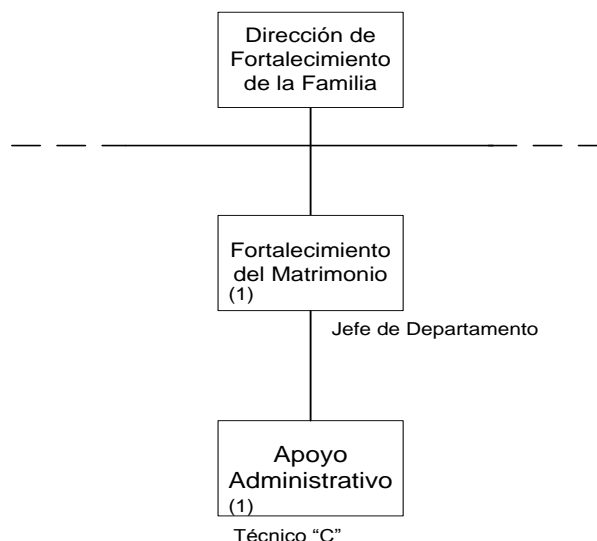 Dirección de
Fortalecimiento
de la Familia
Fortalecimiento
del Matrimonio
(1)
Jefe de Departamento
Apoyo
Administrativo
(1)
Técnico “C”